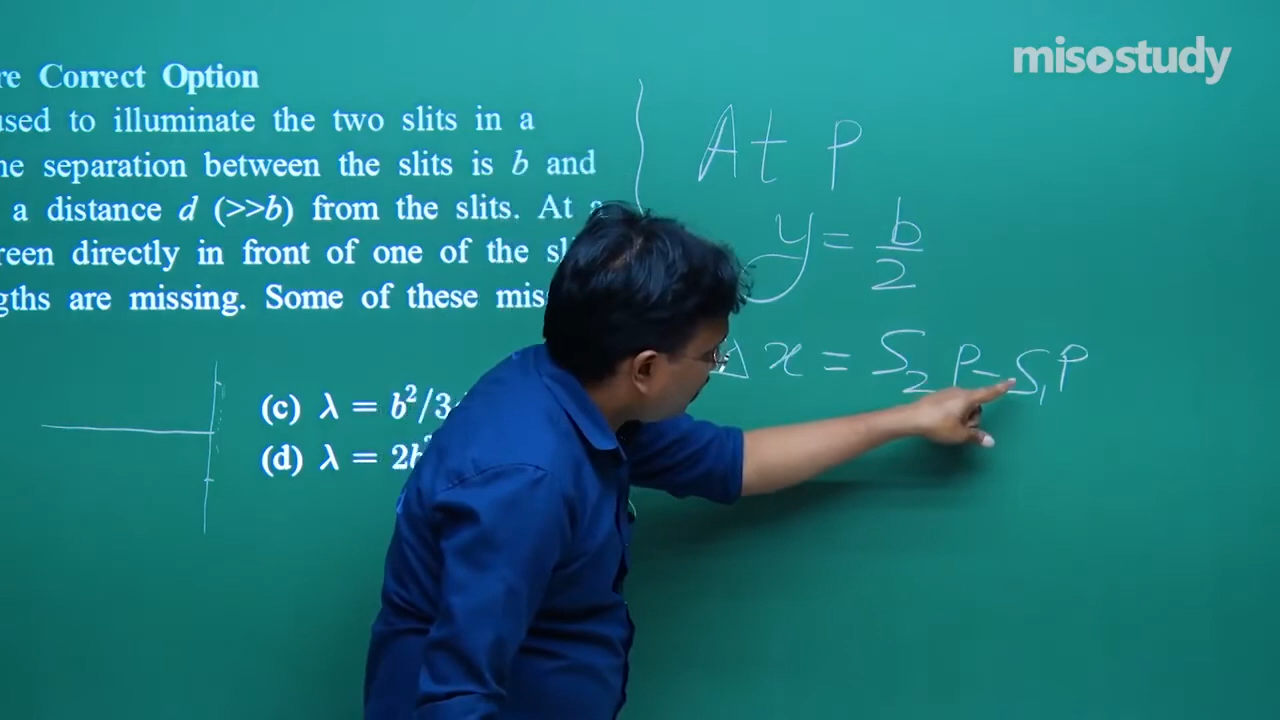 misostudy
re Correct Option
used to illuminate the two slits in a
he separation between the slits is b and
a distance d (>>b) from the slits. At a
reen directly in front of one of the
gths are missing. Some of these
(c) λ = b²/3
(d) λ = 2b
At P
y = b/2
Δx = S₂P - S₁P